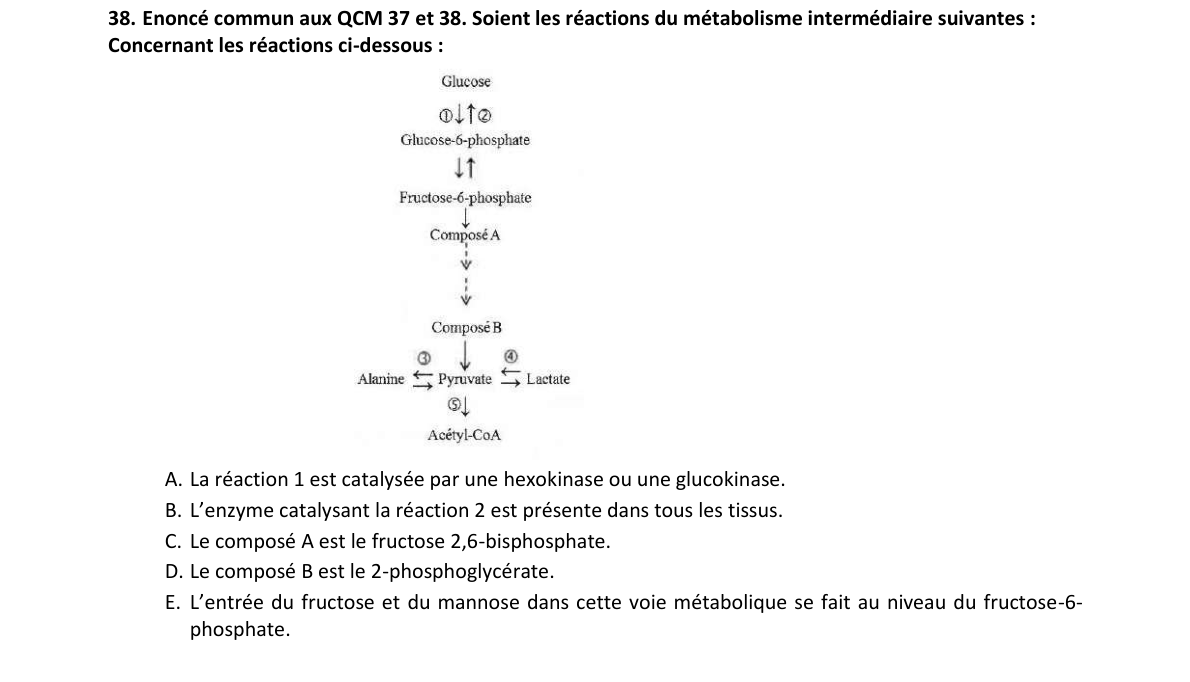 38. Enoncé commun aux QCM 37 et 38. Soient les réactions du métabolisme intermédiaire suivantes :
Concernant les réactions ci-dessous :
Glucose
① ↓↑ ②
Glucose-6-phosphate
↓↑
Fructose-6-phosphate
↓
Composé A
Composé B
③ ↓ ④
Alanine ⇆ Pyruvate ⇆ Lactate
⑤ ↓
Acétyl-CoA
A. La réaction 1 est catalysée par une hexokinase ou une glucokinase.
B. L’enzyme catalysant la réaction 2 est présente dans tous les tissus.
C. Le composé A est le fructose 2,6-bisphosphate.
D. Le composé B est le 2-phosphoglycérate.
E. L’entrée du fructose et du mannose dans cette voie métabolique se fait au niveau du fructose-6-
phosphate.